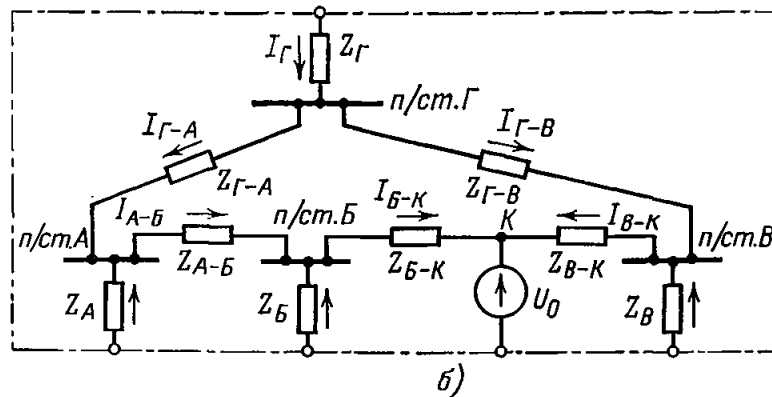 I_Г Z_Г
п/ст.Г
I_Г-А I_Г-В
Z_Г-А Z_Г-В
п/ст.А I_А-Б п/ст.Б I_Б-К К I_В-К п/ст.В
Z_А-Б Z_Б-К Z_В-К
Z_А Z_Б U_0 Z_В
б)